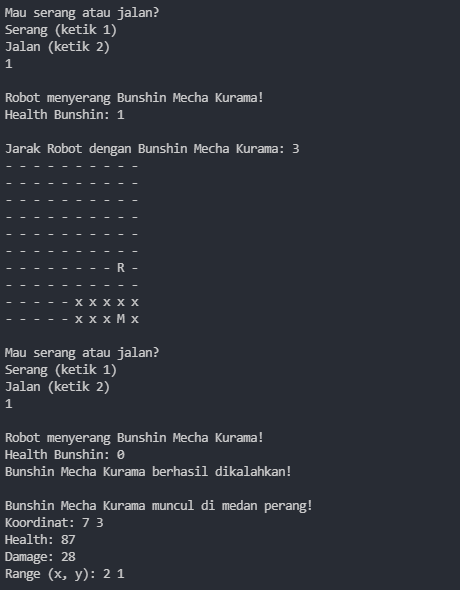 Mau serang atau jalan?
Serang (ketik 1)
Jalan (ketik 2)
1
Robot menyerang Bunshin Mecha Kurama!
Health Bunshin: 1
Jarak Robot dengan Bunshin Mecha Kurama: 3
- - - - - - - - - -
- - - - - - - - - -
- - - - - - - - - -
- - - - - - - - - -
- - - - - - - - - -
- - - - - - - - - -
- - - - - - - - R -
- - - - - - - - - -
- - - - - x x x x x
- - - - - x x x M x
Mau serang atau jalan?
Serang (ketik 1)
Jalan (ketik 2)
1
Robot menyerang Bunshin Mecha Kurama!
Health Bunshin: 0
Bunshin Mecha Kurama berhasil dikalahkan!
Bunshin Mecha Kurama muncul di medan perang!
Koordinat: 7 3
Health: 87
Damage: 28
Range (x, y): 2 1